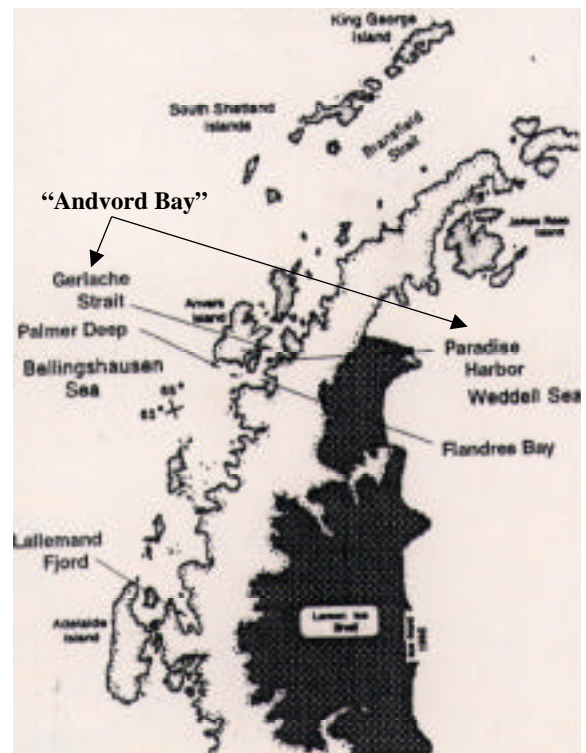 King George
Island
South Shetland
Islands
Bransfield
Strait
“Andvord Bay”
James Ross
Island
Gerlache
Strait
Anvers
Island
Palmer Deep
Paradise
Harbor
Bellingshausen
Sea
Weddell Sea
Flandres Bay
Lallemand
Fjord
Adelaide
Island
Larsen Ice
Shelf